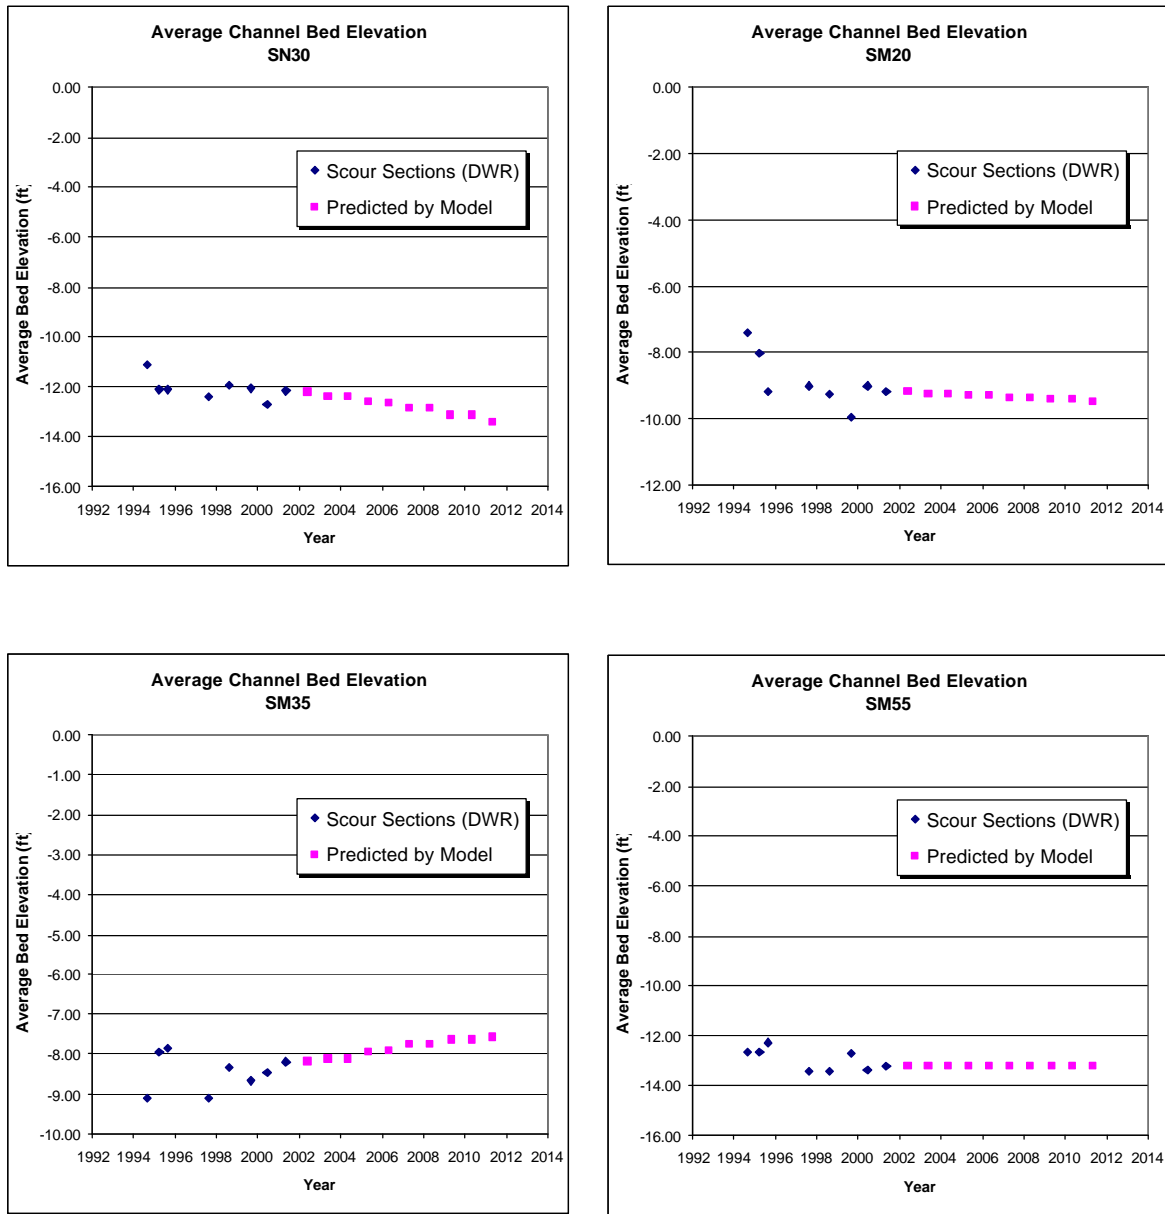 Average Channel Bed Elevation
SN30
0.00
-2.00
-4.00
-6.00
-8.00
-10.00
-12.00
-14.00
-16.00
Average Bed Elevation (ft)
Scour Sections (DWR)
Predicted by Model
1992 1994 1996 1998 2000 2002 2004 2006 2008 2010 2012 2014
Year
Average Channel Bed Elevation
SM20
0.00
-2.00
-4.00
-6.00
-8.00
-10.00
-12.00
Average Bed Elevation (ft)
Scour Sections (DWR)
Predicted by Model
1992 1994 1996 1998 2000 2002 2004 2006 2008 2010 2012 2014
Year
Average Channel Bed Elevation
SM35
0.00
-1.00
-2.00
-3.00
-4.00
-5.00
-6.00
-7.00
-8.00
-9.00
-10.00
Average Bed Elevation (ft)
Scour Sections (DWR)
Predicted by Model
1992 1994 1996 1998 2000 2002 2004 2006 2008 2010 2012 2014
Year
Average Channel Bed Elevation
SM55
0.00
-2.00
-4.00
-6.00
-8.00
-10.00
-12.00
-14.00
-16.00
Average Bed Elevation (ft)
Scour Sections (DWR)
Predicted by Model
1992 1994 1996 1998 2000 2002 2004 2006 2008 2010 2012 2014
Year